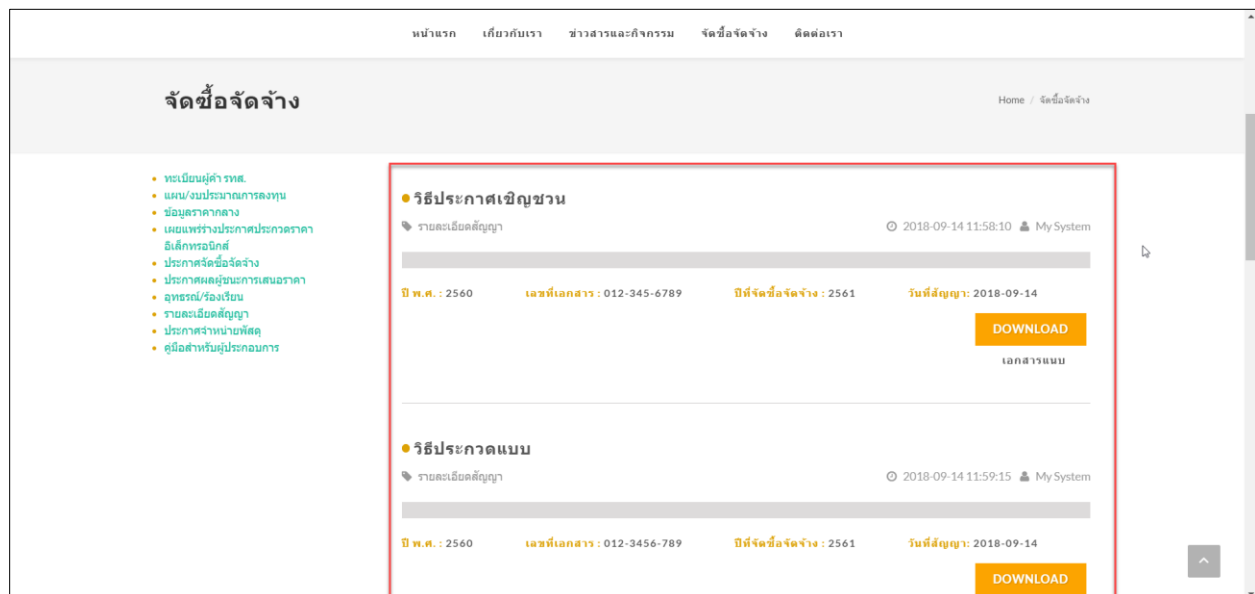 หน้าแรก เกี่ยวกับเรา ข่าวสารและกิจกรรม จัดซื้อจัดจ้าง ติดต่อเรา
จัดซื้อจัดจ้าง
Home / จัดซื้อจัดจ้าง
ทะเบียนผู้ค้า รทส.
แผน/งบประมาณการลงทุน
ข้อมูลราคากลาง
เผยแพร่ร่างประกาศประกวดราคา
อิเล็กทรอนิกส์
ประกาศจัดซื้อจัดจ้าง
ประกาศผลผู้ชนะการเสนอราคา
อุทธรณ์/ร้องเรียน
รายละเอียดสัญญา
ประกาศจำหน่ายพัสดุ
คู่มือสำหรับผู้ประกอบการ
วิธีประกาศเชิญชวน
รายละเอียดสัญญา 2018-09-14 11:58:10 My System
ปี พ.ศ. : 2560 เลขที่เอกสาร : 012-345-6789 ปีที่จัดซื้อจัดจ้าง : 2561 วันที่สัญญา: 2018-09-14
DOWNLOAD
เอกสารแนบ
วิธีประกวดแบบ
รายละเอียดสัญญา 2018-09-14 11:59:15 My System
ปี พ.ศ. : 2560 เลขที่เอกสาร : 012-3456-789 ปีที่จัดซื้อจัดจ้าง : 2561 วันที่สัญญา: 2018-09-14
DOWNLOAD